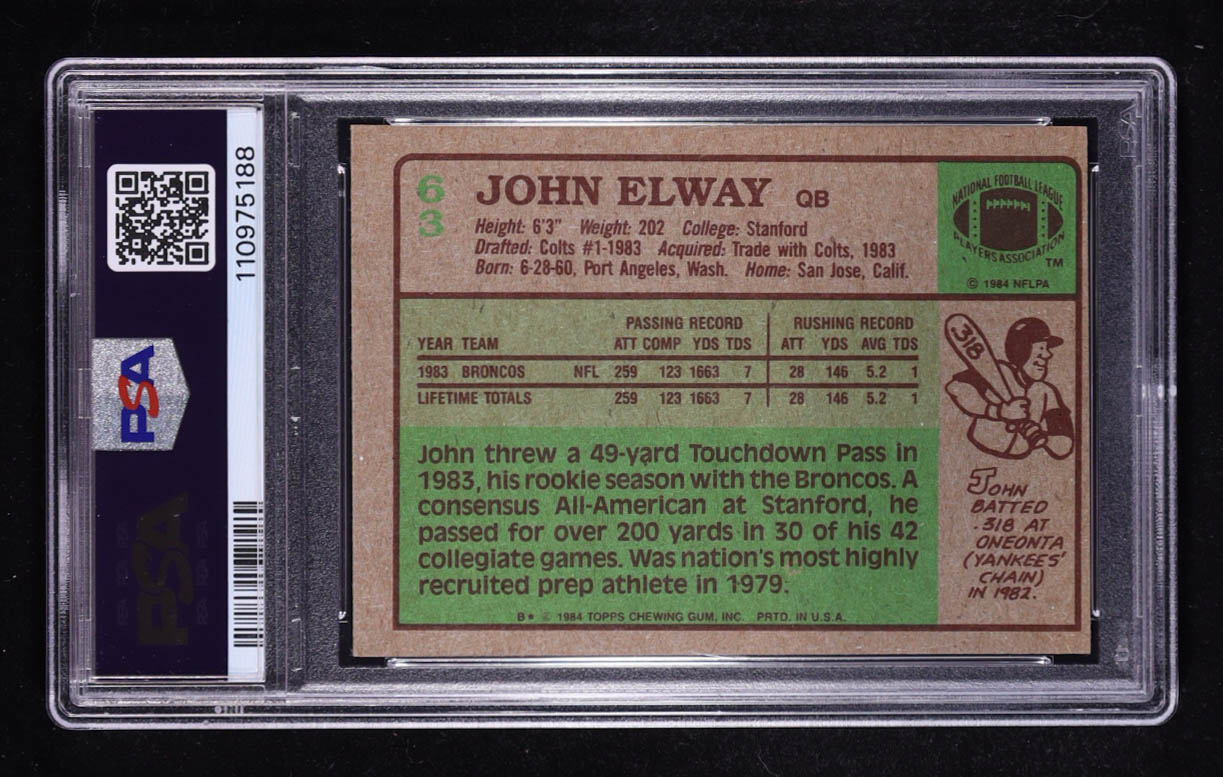 110975188
PSA
PSA
PSA
63
JOHN ELWAY QB
Height: 6'3" Weight: 202 College: Stanford
Drafted: Colts #1-1983 Acquired: Trade with Colts, 1983
Born: 6-28-60, Port Angeles, Wash. Home: San Jose, Calif.
NATIONAL FOOTBALL LEAGUE
PLAYERS ASSOCIATION
TM
© 1984 NFLPA
PASSING RECORD RUSHING RECORD
YEAR TEAM ATT COMP YDS TDS ATT YDS AVG TDS
1983 BRONCOS NFL 259 123 1663 7 28 146 5.2 1
LIFETIME TOTALS 259 123 1663 7 28 146 5.2 1
John threw a 49-yard Touchdown Pass in
1983, his rookie season with the Broncos. A
consensus All-American at Stanford, he
passed for over 200 yards in 30 of his 42
collegiate games. Was nation's most highly
recruited prep athlete in 1979.
.318
JOHN
BATTED
.318 AT
ONEONTA
(YANKEES'
CHAIN)
IN 1982.
B* © 1984 TOPPS CHEWING GUM, INC. PRTD. IN U.S.A.